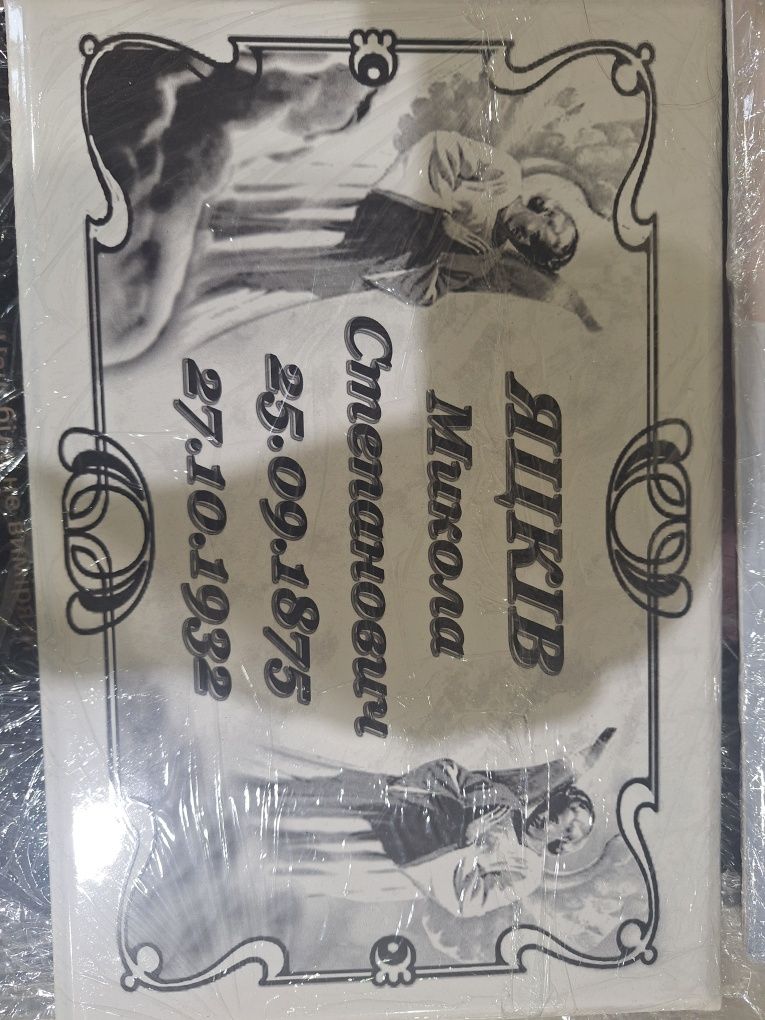 ЯЦКІВ
Микола
Степанович
25.09.1875
27.10.1932